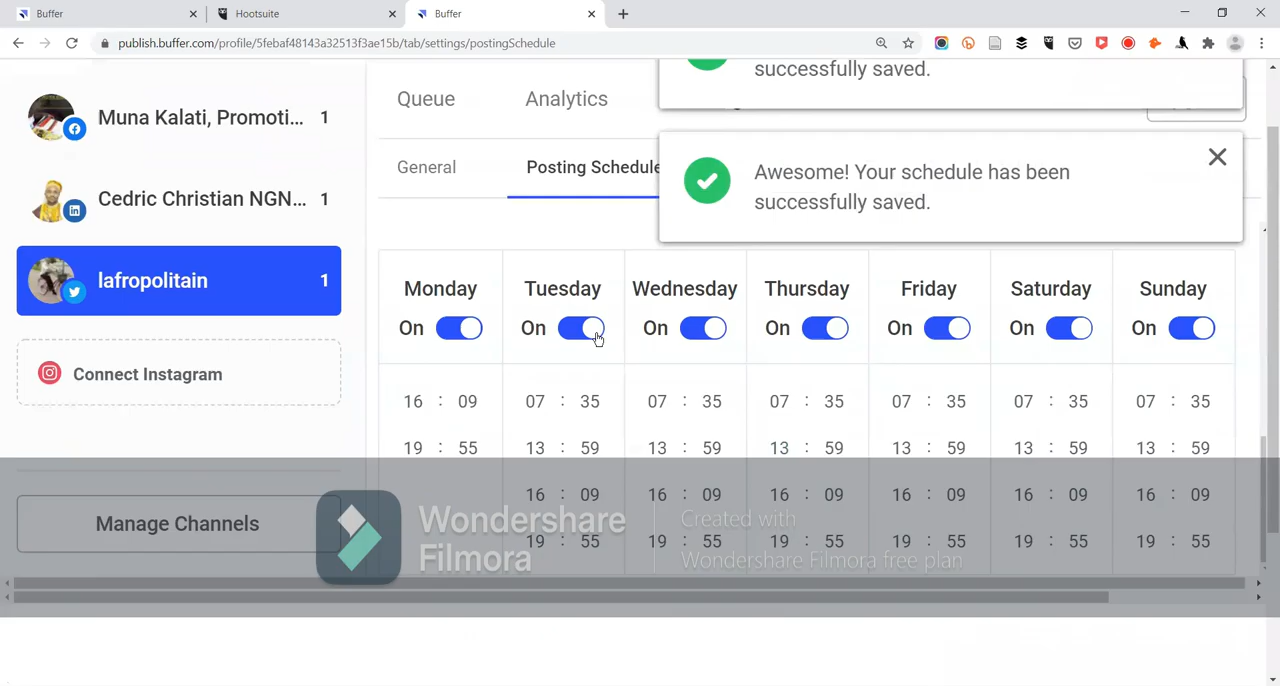 Buffer
Hootsuite
Buffer
publish.buffer.com/profile/5febaf48143a32513f3ae15b/tab/settings/postingSchedule
Muna Kalati, Promoti... 1
Cedric Christian NGN... 1
lafropolitain 1
Connect Instagram
Manage Channels
Queue Analytics
General Posting Schedule
successfully saved.
Awesome! Your schedule has been
successfully saved.
Monday Tuesday Wednesday Thursday Friday Saturday Sunday
On On On On On On On
16 : 09 07 : 35 07 : 35 07 : 35 07 : 35 07 : 35 07 : 35
19 : 55 13 : 59 13 : 59 13 : 59 13 : 59 13 : 59 13 : 59
16 : 09 16 : 09 16 : 09 16 : 09 16 : 09 16 : 09
19 : 55 19 : 55 19 : 55 19 : 55 19 : 55 19 : 55
Wondershare
Filmora
Created with
Wondershare Filmora free plan